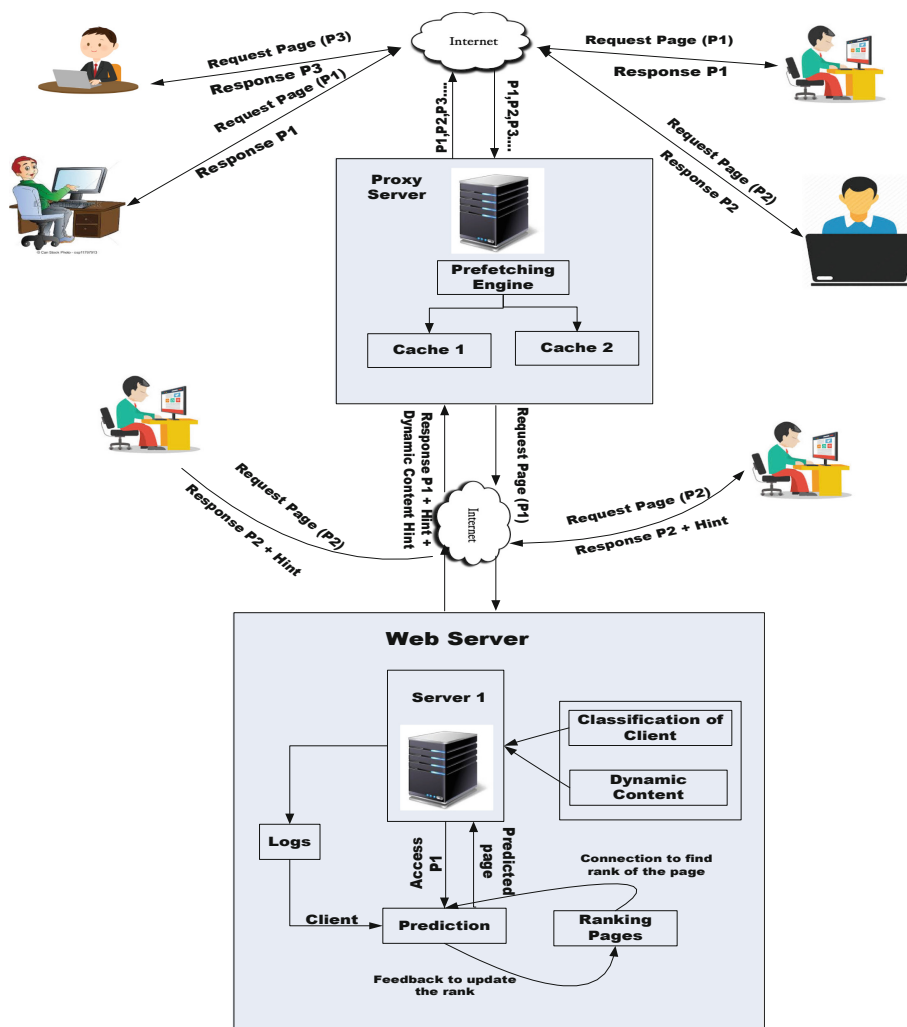 Internet
Request Page (P3)
Response P3
Request Page (P1)
Response P1
Request Page (P1)
Response P1
Request Page (P2)
Response P2
P1,P2,P3....
P1,P2,P3....
© Can Stock Photo - csp11797913
Proxy
Server
Prefetching
Engine
Cache 1
Cache 2
Response P1 + Hint +
Dynamic Content Hint
Request Page (P1)
Internet
Request Page (P2)
Response P2 + Hint
Request Page (P2)
Response P2 + Hint
Web Server
Server 1
Classification of
Client
Dynamic
Content
Logs
Access
P1
Predicted
page
Connection to find
rank of the page
Client
Prediction
Ranking
Pages
Feedback to update
the rank